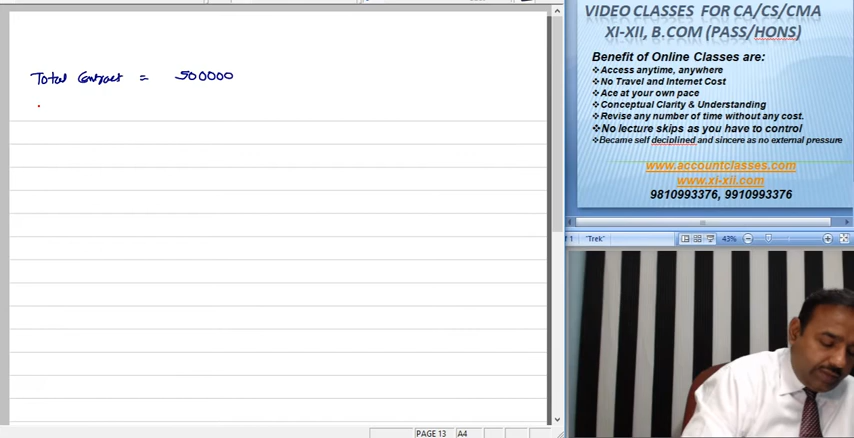 Total Contract = 500000
PAGE 13 A4
VIDEO CLASSES FOR CA/CS/CMA
XI-XII, B.COM (PASS/HONS)
Benefit of Online Classes are:
❖Access anytime, anywhere
❖No Travel and Internet Cost
❖Ace at your own pace
❖Conceptual Clarity & Understanding
❖Revise any number of time without any cost.
❖No lecture skips as you have to control
❖Became self deciplined and sincere as no external pressure
www.accountclasses.com
www.xi-xii.com
9810993376, 9910993376
f 1 "Trek" 43%